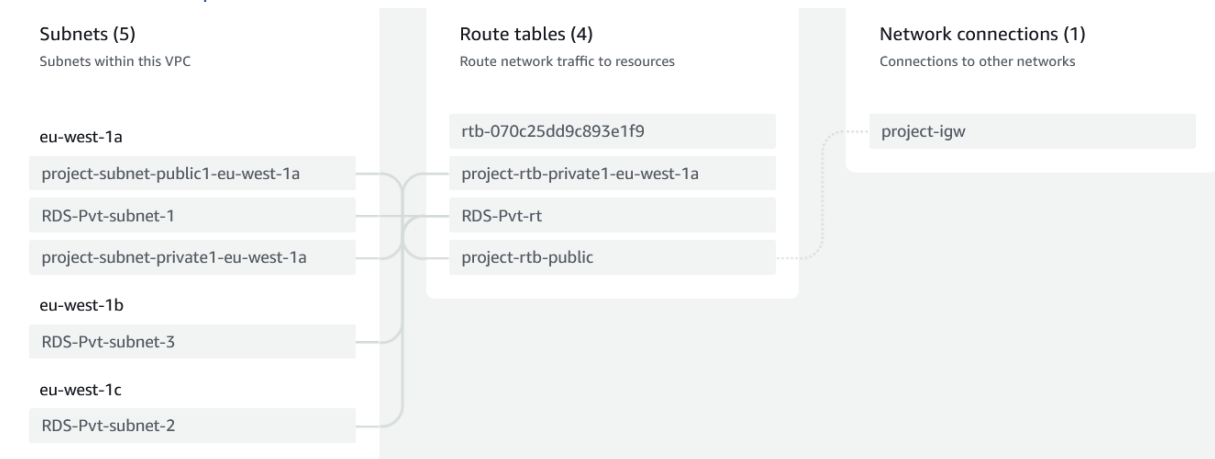 Subnets (5)
Subnets within this VPC
eu-west-1a
project-subnet-public1-eu-west-1a
RDS-Pvt-subnet-1
project-subnet-private1-eu-west-1a
eu-west-1b
RDS-Pvt-subnet-3
eu-west-1c
RDS-Pvt-subnet-2
Route tables (4)
Route network traffic to resources
rtb-070c25dd9c893e1f9
project-rtb-private1-eu-west-1a
RDS-Pvt-rt
project-rtb-public
Network connections (1)
Connections to other networks
project-igw